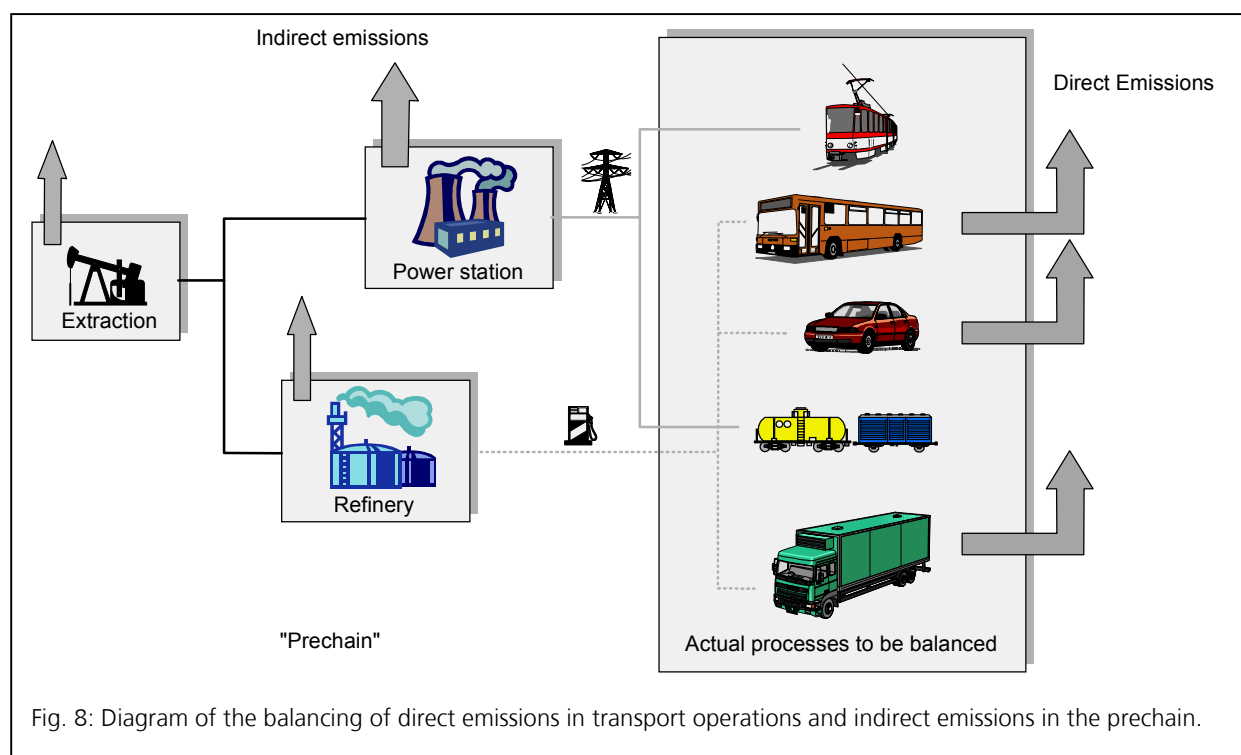 Indirect emissions
Direct Emissions
Power station
Extraction
Refinery
"Prechain"
Actual processes to be balanced
Fig. 8: Diagram of the balancing of direct emissions in transport operations and indirect emissions in the prechain.